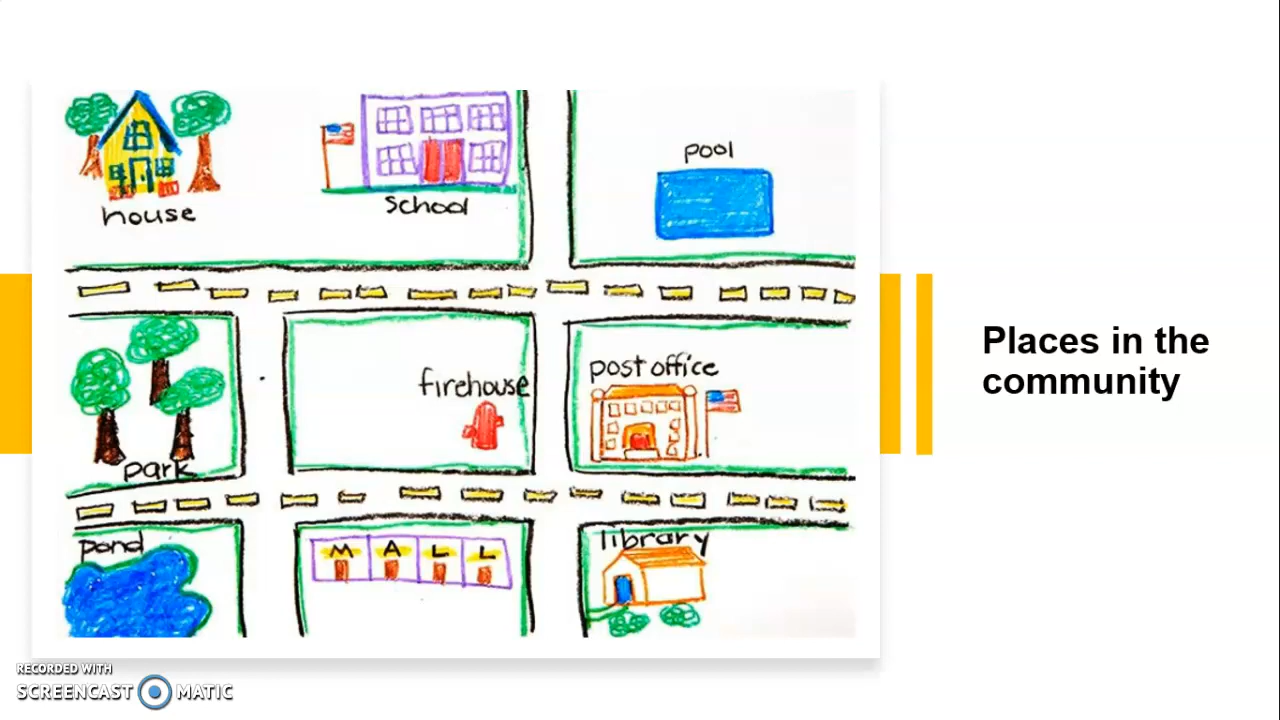 house
School
pool
firehouse
post office
park
pond
MALL
library
Places in the
community
RECORDED WITH
SCREENCAST MATIC